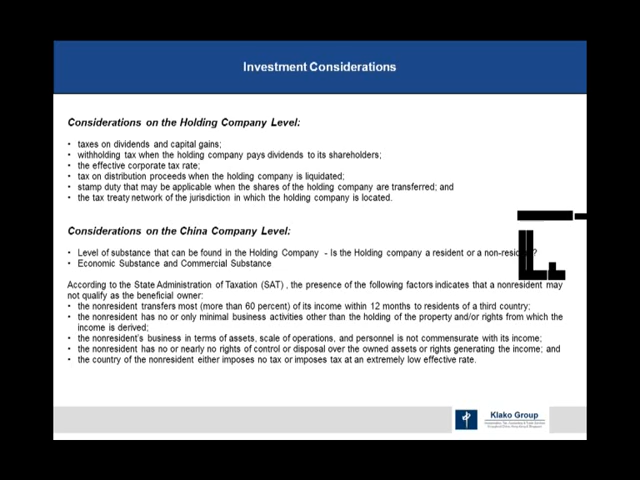 Investment Considerations
Considerations on the Holding Company Level:
• taxes on dividends and capital gains;
• withholding tax when the holding company pays dividends to its shareholders;
• the effective corporate tax rate;
• tax on distribution proceeds when the holding company is liquidated;
• stamp duty that may be applicable when the shares of the holding company are transferred; and
• the tax treaty network of the jurisdiction in which the holding company is located.
Considerations on the China Company Level:
• Level of substance that can be found in the Holding Company - Is the Holding company a resident or a ?
• Economic Substance and Commercial Substance
According to the State Administration of Taxation (SAT) , the presence of the following factors indicates that a nonresident may
not qualify as the beneficial owner:
• the nonresident transfers most (more than 60 percent) of its income within 12 months to residents of a third country;
• the nonresident has no or only minimal business activities other than the holding of the property and/or rights from which the
income is derived;
• the nonresident's business in terms of assets, scale of operations, and personnel is not commensurate with its income;
• the nonresident has no or nearly no rights of control or disposal over the owned assets or rights generating the income; and
• the country of the nonresident either imposes no tax or imposes tax at an extremely low effective rate.
Klako Group